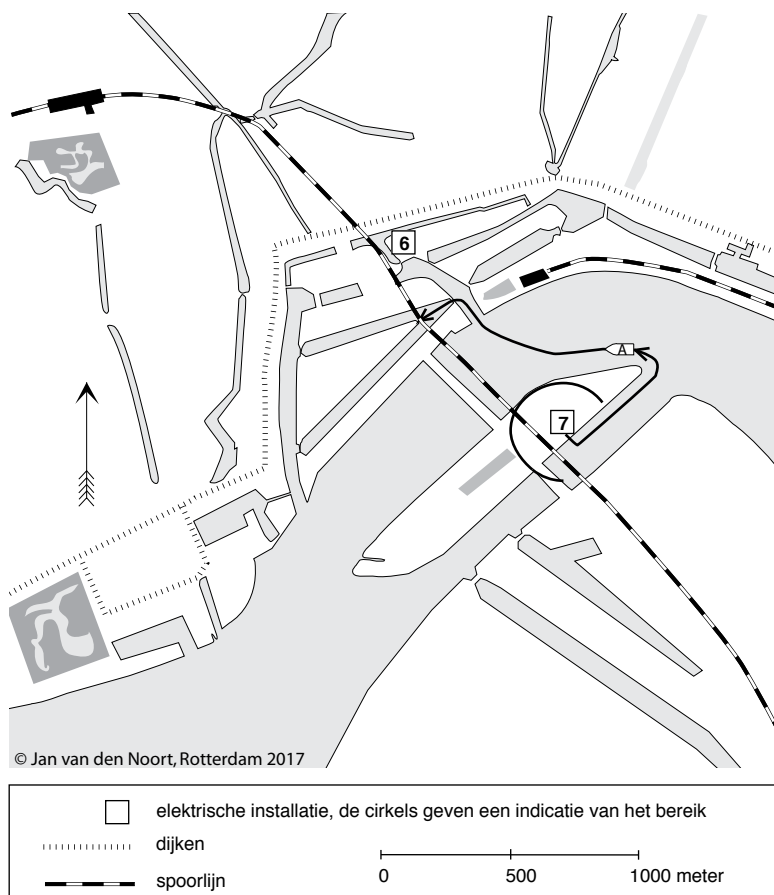 6
A
7
© Jan van den Noort, Rotterdam 2017
elektrische installatie, de cirkels geven een indicatie van het bereik
dijken
spoorlijn
0 500 1000 meter